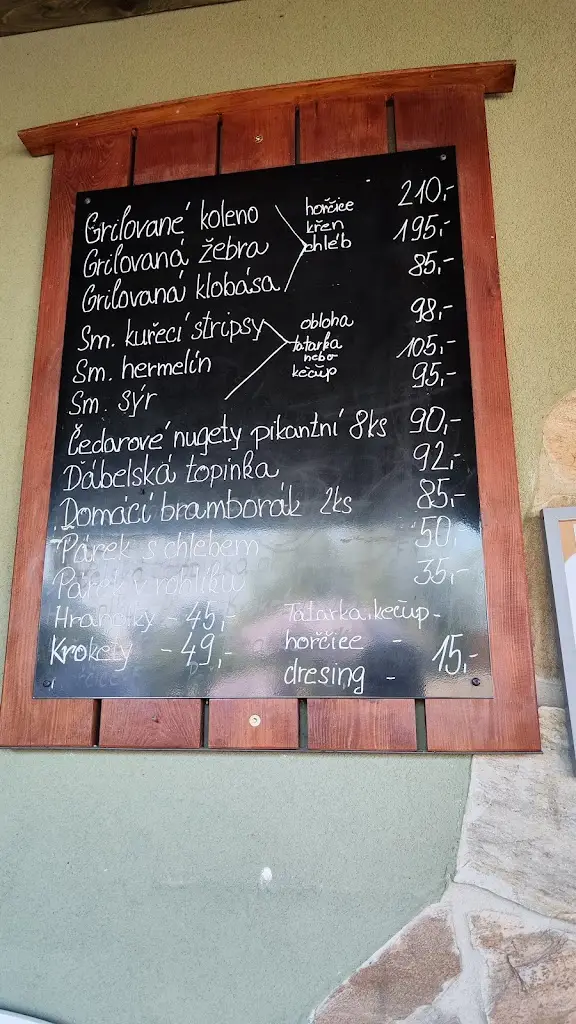 Grilované koleno 210,-
Grilovaná žebra 195,-
Grilovaná klobása 85,-
hořčice
křen
chléb
Sm. kuřecí stripsy 98,-
Sm. hermelín 105,-
Sm. sýr 95,-
obloha
tatarka
nebo
kečup
Čedarové nugety pikantní 8ks 90,-
Ďábelská topinka 92,-
Domácí bramborák 2ks 85,-
Párek s chlebem 50,-
Párek v rohlíku 35,-
Hranolky - 45,-
Krokety - 49,-
Tatarka, kečup -
hořčice -
dresing - 15,-